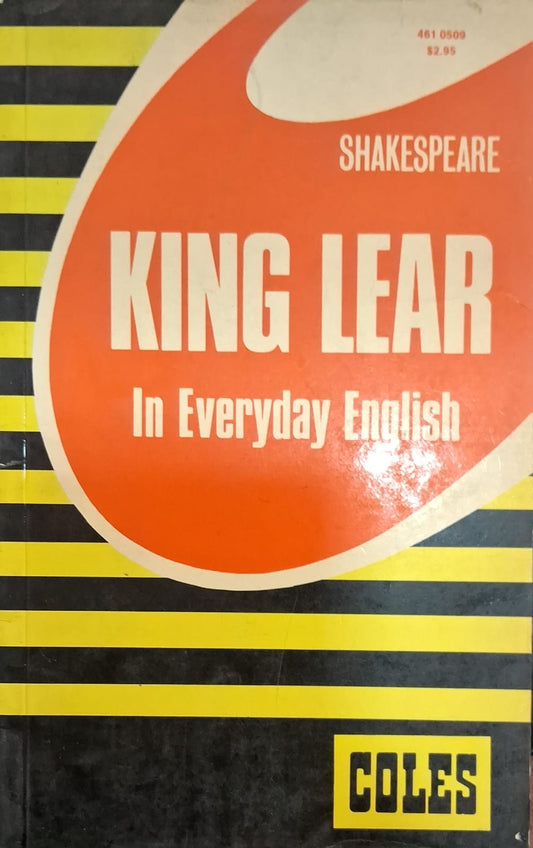 461 0509
$2.95
SHAKESPEARE
KING LEAR
In Everyday English
COLES